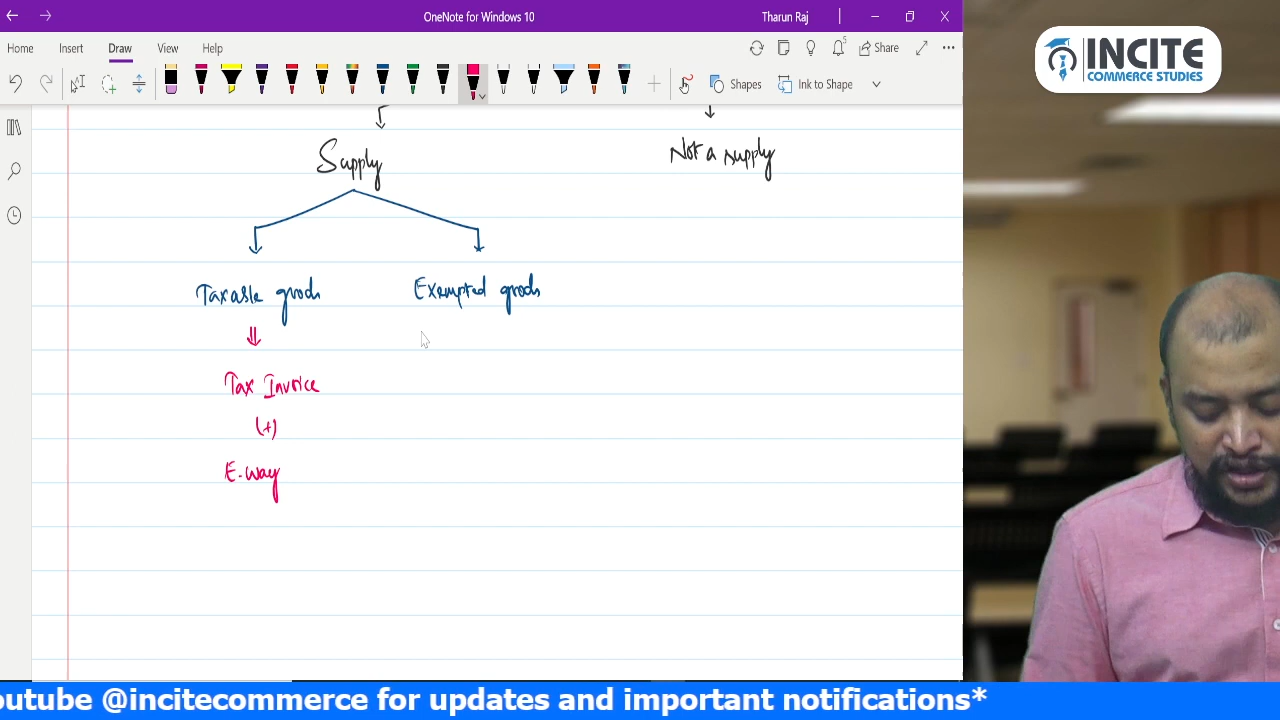 OneNote for Windows 10
Tharun Raj
Home Insert Draw View Help
5
Share
Shapes
Ink to Shape
INCITE
COMMERCE STUDIES
Supply
Not a supply
Taxable goods
Exempted goods
Tax Invoice
(+)
E-way
outube @incitecommerce for updates and important notifications*